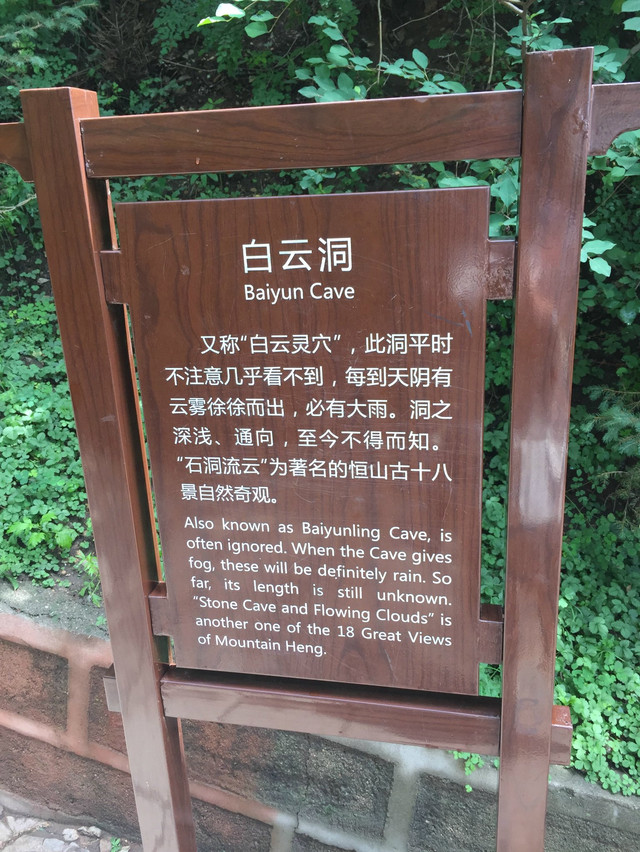 白云洞
Baiyun Cave
又称“白云灵穴”，此洞平时
不注意几乎看不到，每到天阴有
云雾徐徐而出，必有大雨。洞之
深浅、通向，至今不得而知。
“石洞流云”为著名的恒山古十八
景自然奇观。
Also known as Baiyunling Cave, is
often ignored. When the Cave gives
fog, these will be definitely rain. So
far, its length is still unknown.
“Stone Cave and Flowing Clouds” is
another one of the 18 Great Views
of Mountain Heng.